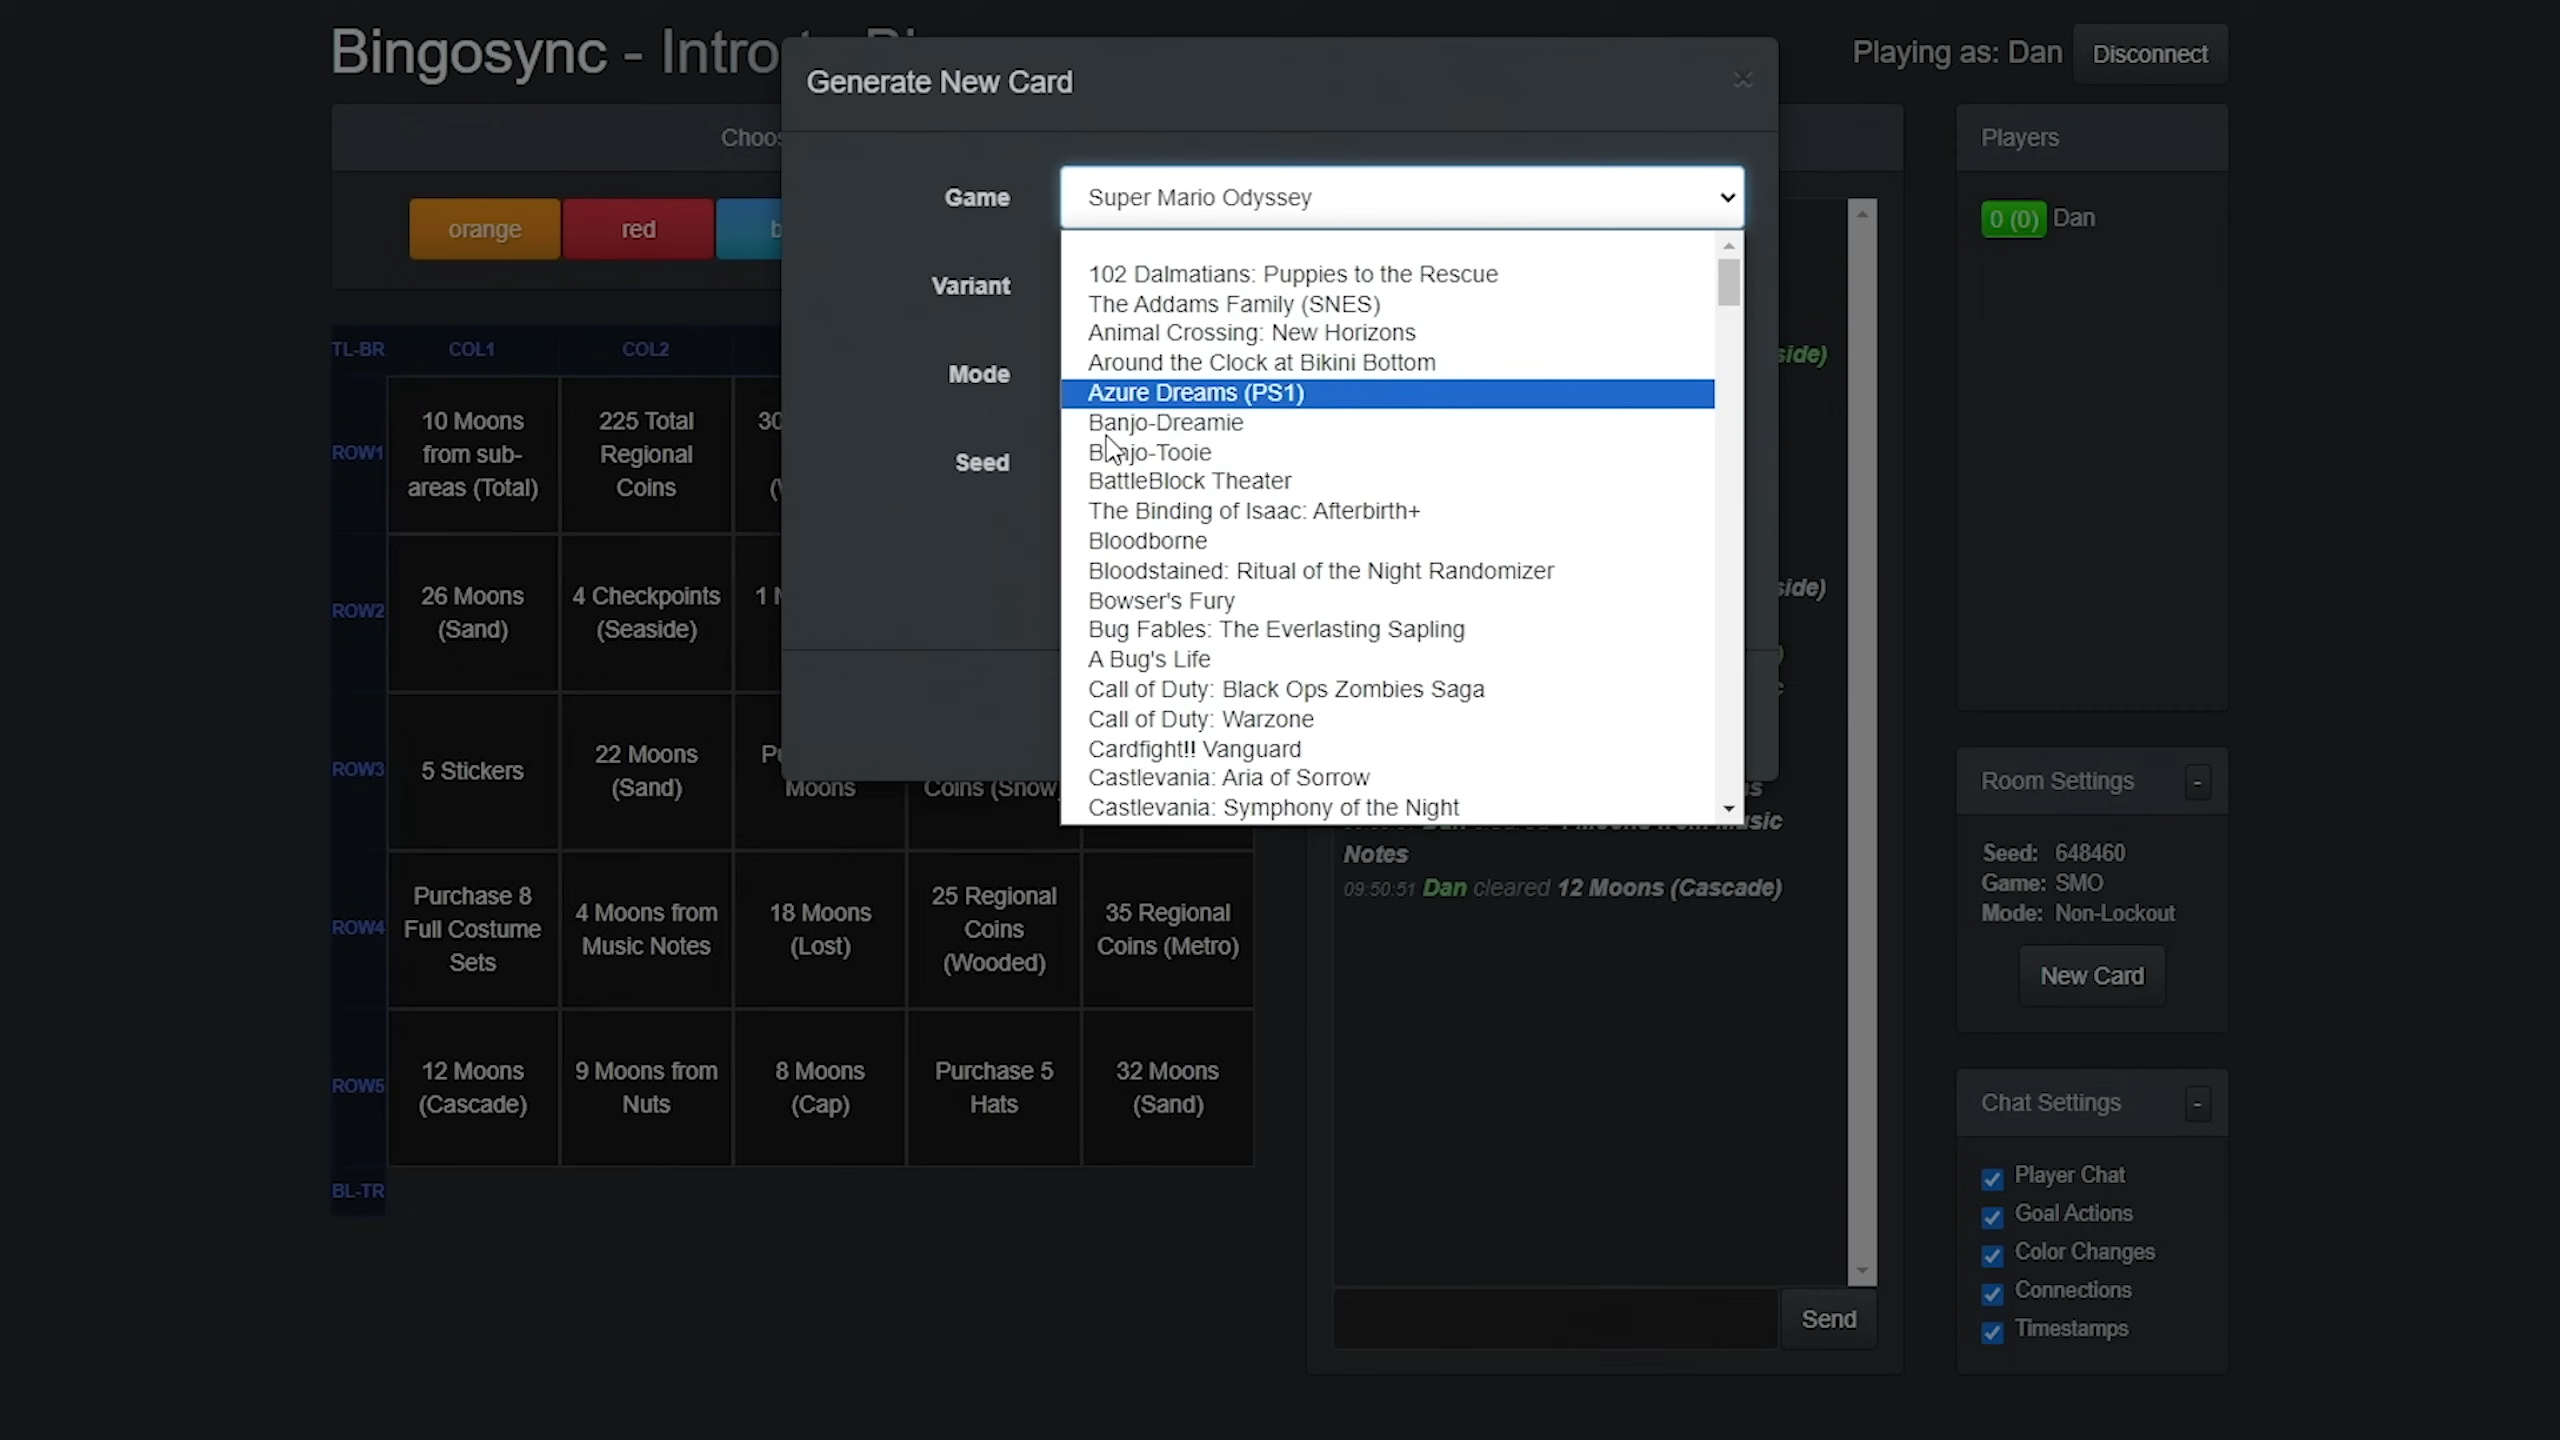 Bingosync - Intro
Playing as: Dan
Disconnect
Generate New Card
Game
Super Mario Odyssey
Variant
Mode
Seed
102 Dalmatians: Puppies to the Rescue
The Addams Family (SNES)
Animal Crossing: New Horizons
Around the Clock at Bikini Bottom
Azure Dreams (PS1)
Banjo-Dreamie
Banjo-Tooie
BattleBlock Theater
The Binding of Isaac: Afterbirth+
Bloodborne
Bloodstained: Ritual of the Night Randomizer
Bowser's Fury
Bug Fables: The Everlasting Sapling
A Bug's Life
Call of Duty: Black Ops Zombies Saga
Call of Duty: Warzone
Cardfight!! Vanguard
Castlevania: Aria of Sorrow
Castlevania: Symphony of the Night
orange
red
TL-BR
COL1
COL2
ROW1
10 Moons
from sub-
areas (Total)
225 Total
Regional
Coins
30
ROW2
26 Moons
(Sand)
4 Checkpoints
(Seaside)
1
ROW3
5 Stickers
22 Moons
(Sand)
Moons
Coins (Snow
ROW4
Purchase 8
Full Costume
Sets
4 Moons from
Music Notes
18 Moons
(Lost)
25 Regional
Coins
(Wooded)
35 Regional
Coins (Metro)
ROW5
12 Moons
(Cascade)
9 Moons from
Nuts
8 Moons
(Cap)
Purchase 5
Hats
32 Moons
(Sand)
BL-TR
side)
side)
Notes
09:50:51 Dan cleared 12 Moons (Cascade)
Send
Players
0 (0) Dan
Room Settings
-
Seed: 648460
Game: SMO
Mode: Non-Lockout
New Card
Chat Settings
-
Player Chat
Goal Actions
Color Changes
Connections
Timestamps